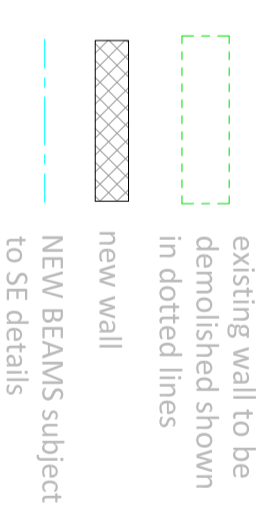 existing wall to be
demolished shown
in dotted lines
new wall
NEW BEAMS subject
to SE details